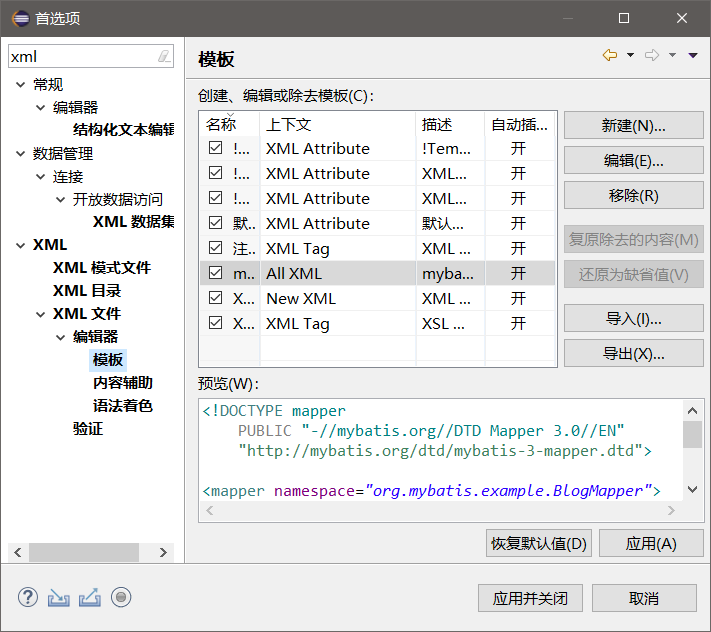 首选项
xml
常规
编辑器
结构化文本编辑
数据管理
连接
开放数据访问
XML 数据集
XML
XML 模式文件
XML 目录
XML 文件
编辑器
模板
内容辅助
语法着色
验证
模板
创建、编辑或除去模板(C):
名称 上下文 描述 自动插...
!... XML Attribute !Tem... 开
!... XML Attribute XML... 开
!... XML Attribute XML... 开
默.. XML Attribute 默认... 开
注.. XML Tag XML ... 开
m.. All XML myba... 开
X... New XML XML ... 开
X... XML Tag XSL ... 开
新建(N)...
编辑(E)...
移除(R)
复原除去的内容(M)
还原为缺省值(V)
导入(I)...
导出(X)...
预览(W):
<!DOCTYPE mapper
PUBLIC "-//mybatis.org//DTD Mapper 3.0//EN"
"http://mybatis.org/dtd/mybatis-3-mapper.dtd">
<mapper namespace="org.mybatis.example.BlogMapper">
恢复默认值(D) 应用(A)
应用并关闭 取消